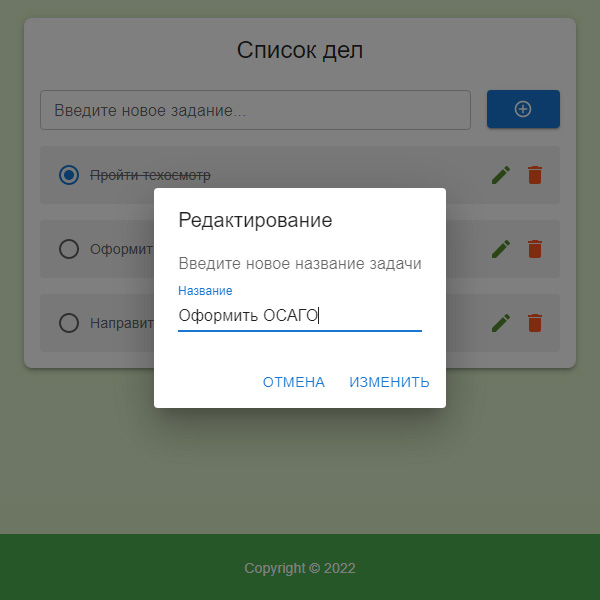 Список дел
Введите новое задание...
Пройти техосмотр
Оформит
Направит
Редактирование
Введите новое название задачи
Название
Оформить ОСАГО
ОТМЕНА ИЗМЕНИТЬ
Copyright © 2022